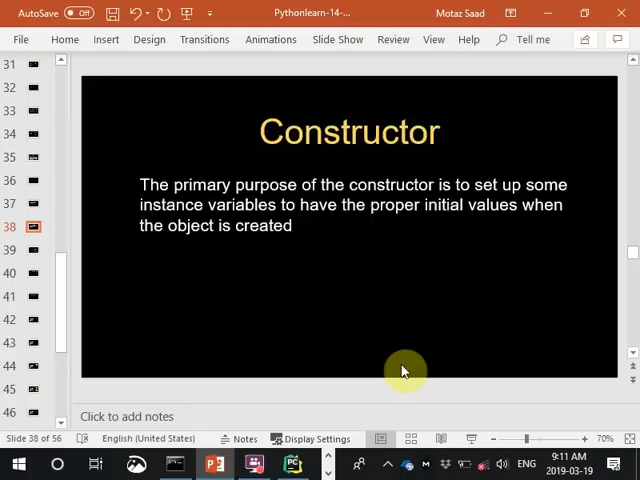 AutoSave Off Pythonlearn-14-... Motaz Saad
File Home Insert Design Transitions Animations Slide Show Review View Help Tell me
31
32
33
34
35
36
37
38
39
40
41
42
43
44
45
46
Constructor
The primary purpose of the constructor is to set up some
instance variables to have the proper initial values when
the object is created
Click to add notes
Slide 38 of 56 English (United States) Notes Display Settings 70%
PC M ENG 9:11 AM
2019-03-19